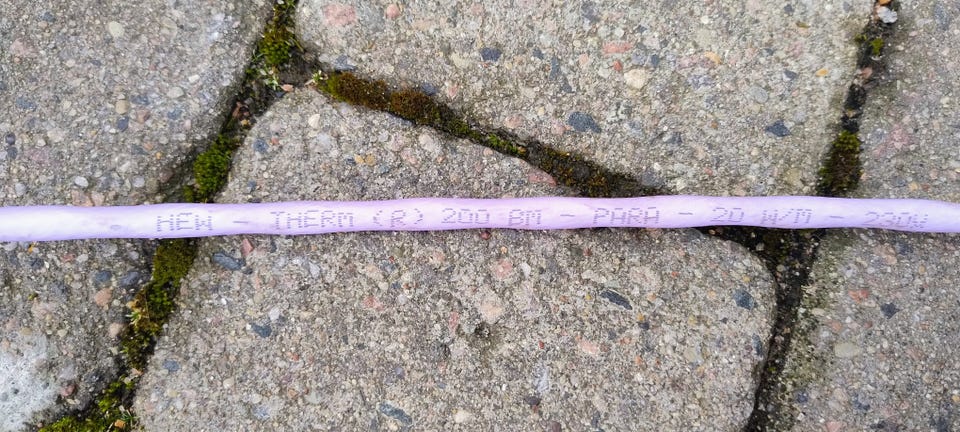 HEW - THERM (R) 200 BM - PARA - 20 W/M - 230V